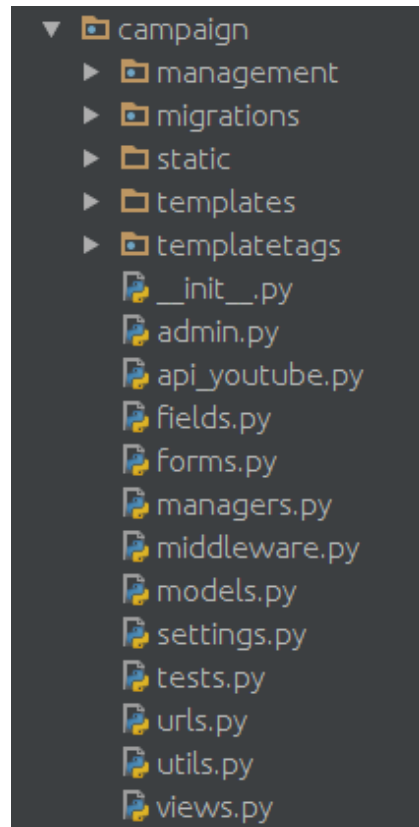 campaign
management
migrations
static
templates
templatetags
__init__.py
admin.py
api_youtube.py
fields.py
forms.py
managers.py
middleware.py
models.py
settings.py
tests.py
urls.py
utils.py
views.py